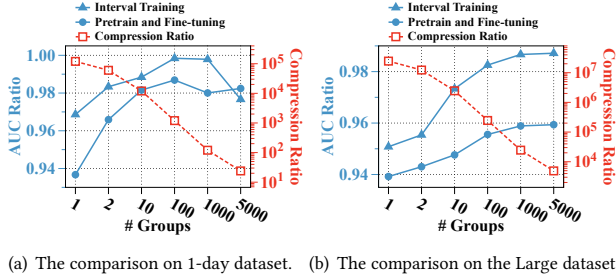 Interval Training
Pretrain and Fine-tuning
Compression Ratio
AUC Ratio
1.00
0.98
0.96
0.94
10^5
10^4
10^3
10^2
10^1
Compression Ratio
1 2 10 100 1000 5000
# Groups
(a) The comparison on 1-day dataset.
Interval Training
Pretrain and Fine-tuning
Compression Ratio
AUC Ratio
0.98
0.96
0.94
10^7
10^6
10^5
10^4
Compression Ratio
1 2 10 100 1000 5000
# Groups
(b) The comparison on the Large dataset